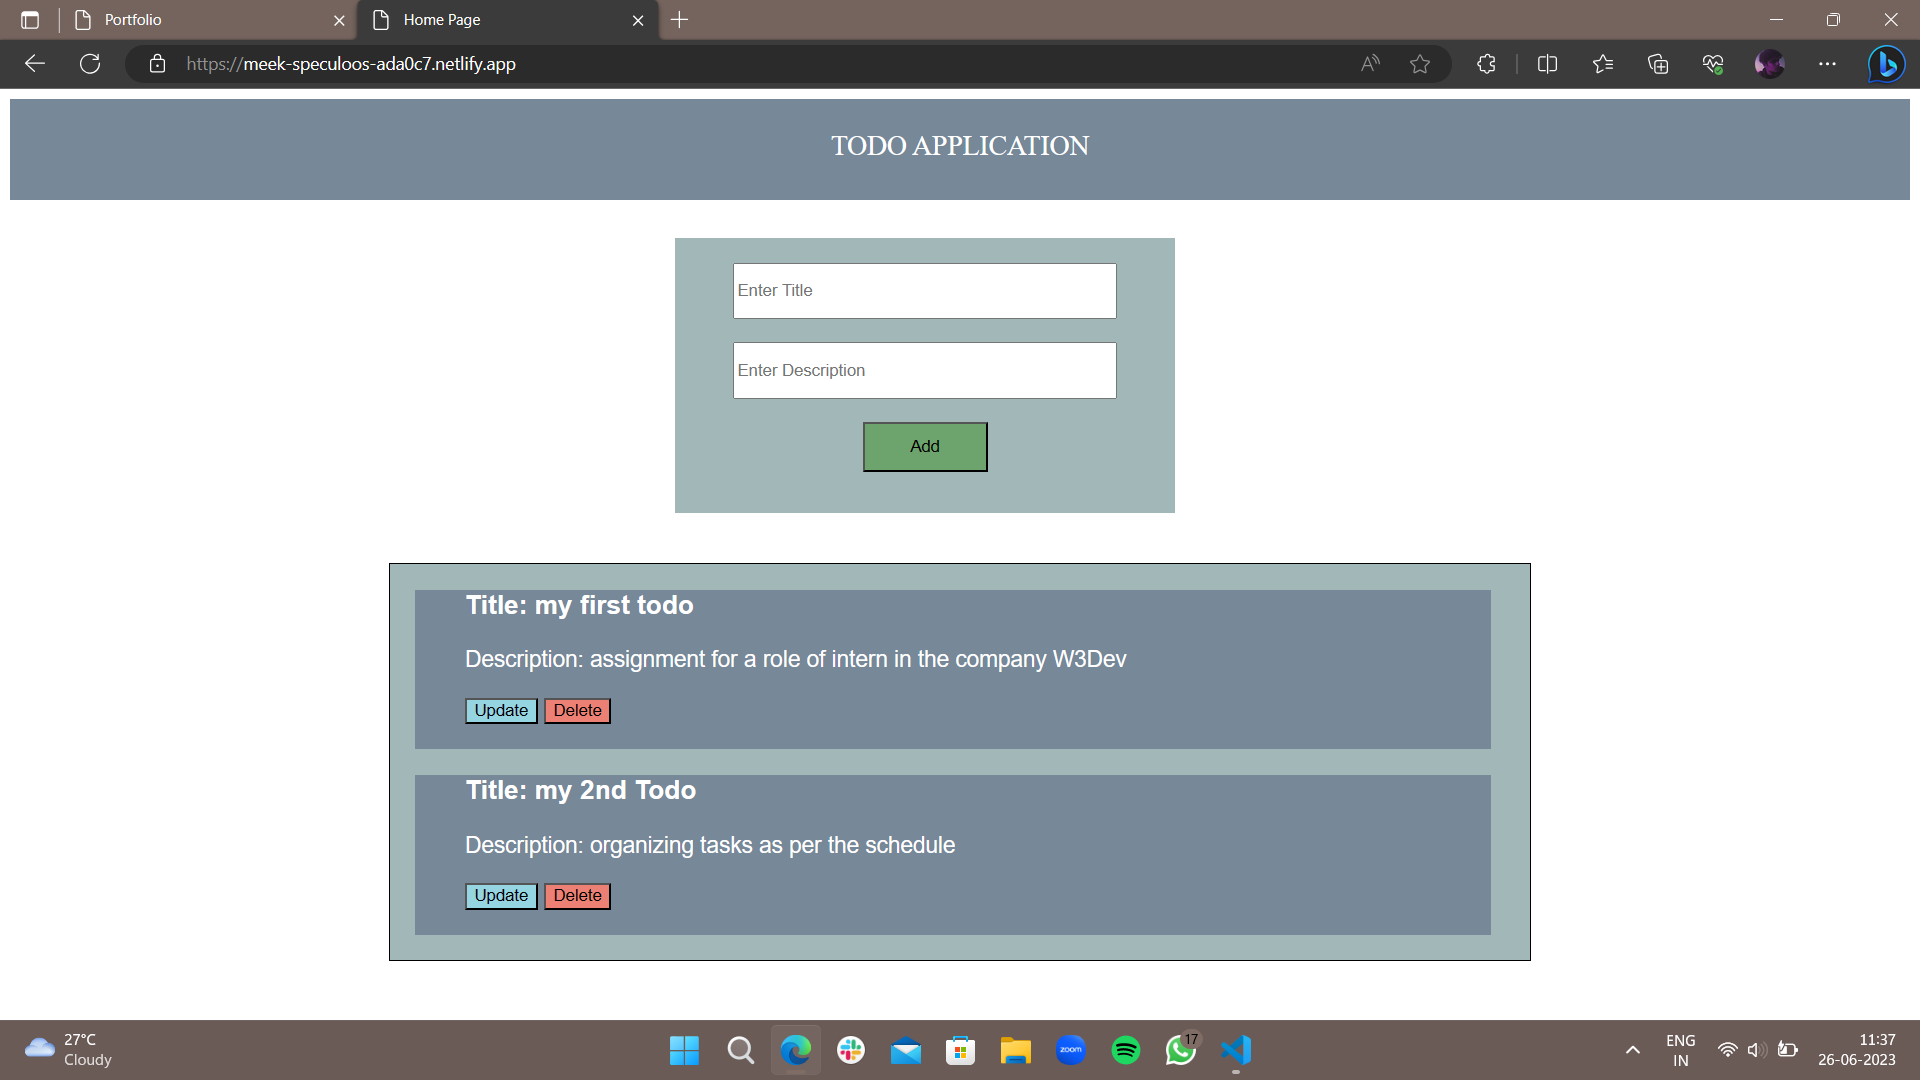 Portfolio
Home Page
https://meek-speculoos-ada0c7.netlify.app
TODO APPLICATION
Enter Title
Enter Description
Add
Title: my first todo
Description: assignment for a role of intern in the company W3Dev
Update Delete
Title: my 2nd Todo
Description: organizing tasks as per the schedule
Update Delete
27°C
Cloudy
zoom
17
ENG
IN
11:37
26-06-2023